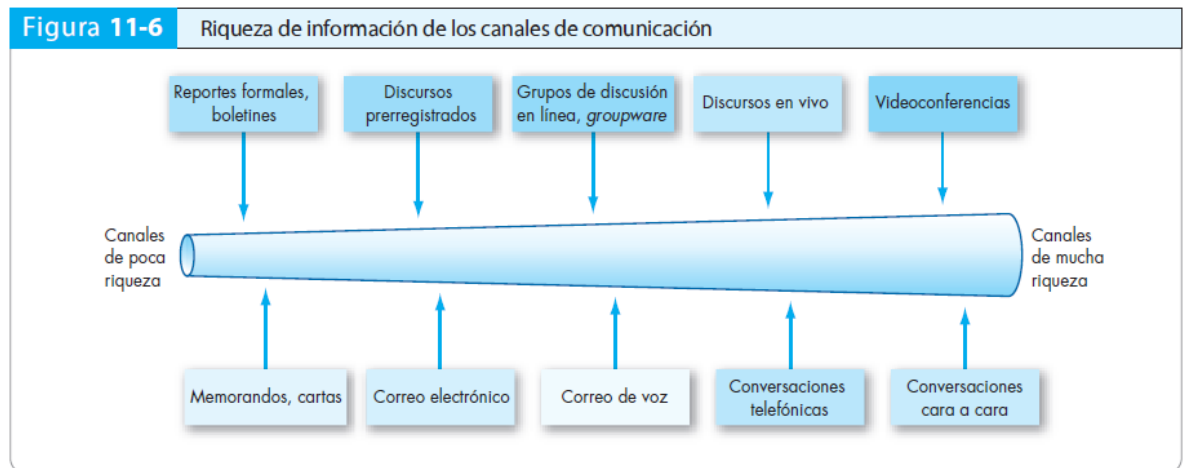 Figura 11-6
Riqueza de información de los canales de comunicación
Reportes formales,
boletines
Discursos
prerregistrados
Grupos de discusión
en línea, groupware
Discursos en vivo
Videoconferencias
Canales
de poca
riqueza
Canales
de mucha
riqueza
Memorandos, cartas
Correo electrónico
Correo de voz
Conversaciones
telefónicas
Conversaciones
cara a cara